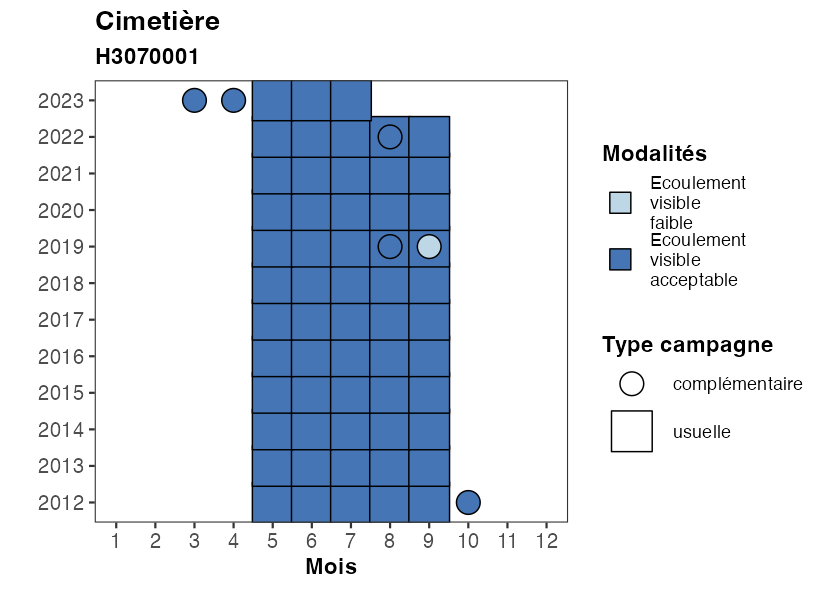 Cimetière
H3070001
2023
2022
2021
2020
2019
2018
2017
2016
2015
2014
2013
2012
1 2 3 4 5 6 7 8 9 10 11 12
Mois
Modalités
Ecoulement
visible
faible
Ecoulement
visible
acceptable
Type campagne
complémentaire
usuelle